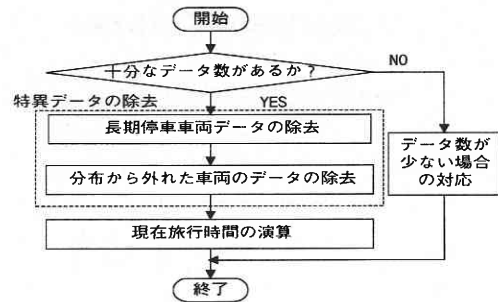 開始
十分なデータ数があるか？
NO
特異データの除去
YES
長期停車車両データの除去
データ数が
少ない場合
の対応
分布から外れた車両のデータの除去
現在旅行時間の演算
終了